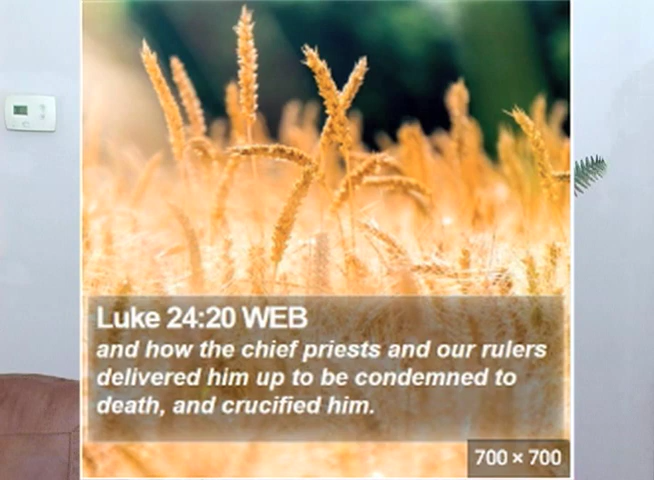 Luke 24:20 WEB
and how the chief priests and our rulers
delivered him up to be condemned to
death, and crucified him.
700 × 700